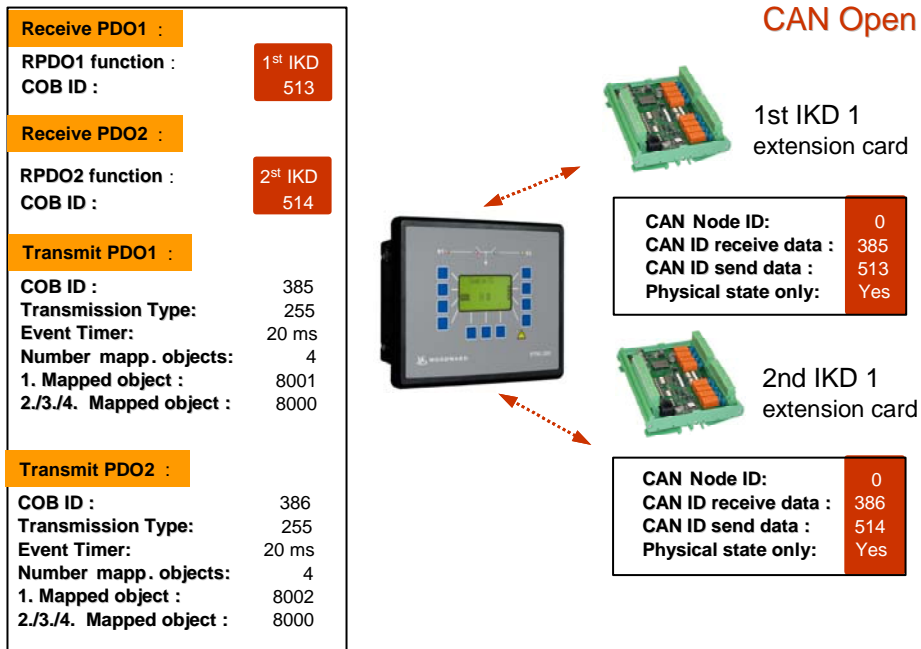 CAN Open
Receive PDO1 :
RPDO1 function : 1st IKD
COB ID : 513
Receive PDO2 :
RPDO2 function : 2st IKD
COB ID : 514
Transmit PDO1 :
COB ID : 385
Transmission Type: 255
Event Timer: 20 ms
Number mapp. objects: 4
1. Mapped object : 8001
2./3./4. Mapped object : 8000
Transmit PDO2 :
COB ID : 386
Transmission Type: 255
Event Timer: 20 ms
Number mapp. objects: 4
1. Mapped object : 8002
2./3./4. Mapped object : 8000
WOODWARD
1st IKD 1
extension card
CAN Node ID: 0
CAN ID receive data : 385
CAN ID send data : 513
Physical state only: Yes
2nd IKD 1
extension card
CAN Node ID: 0
CAN ID receive data : 386
CAN ID send data : 514
Physical state only: Yes